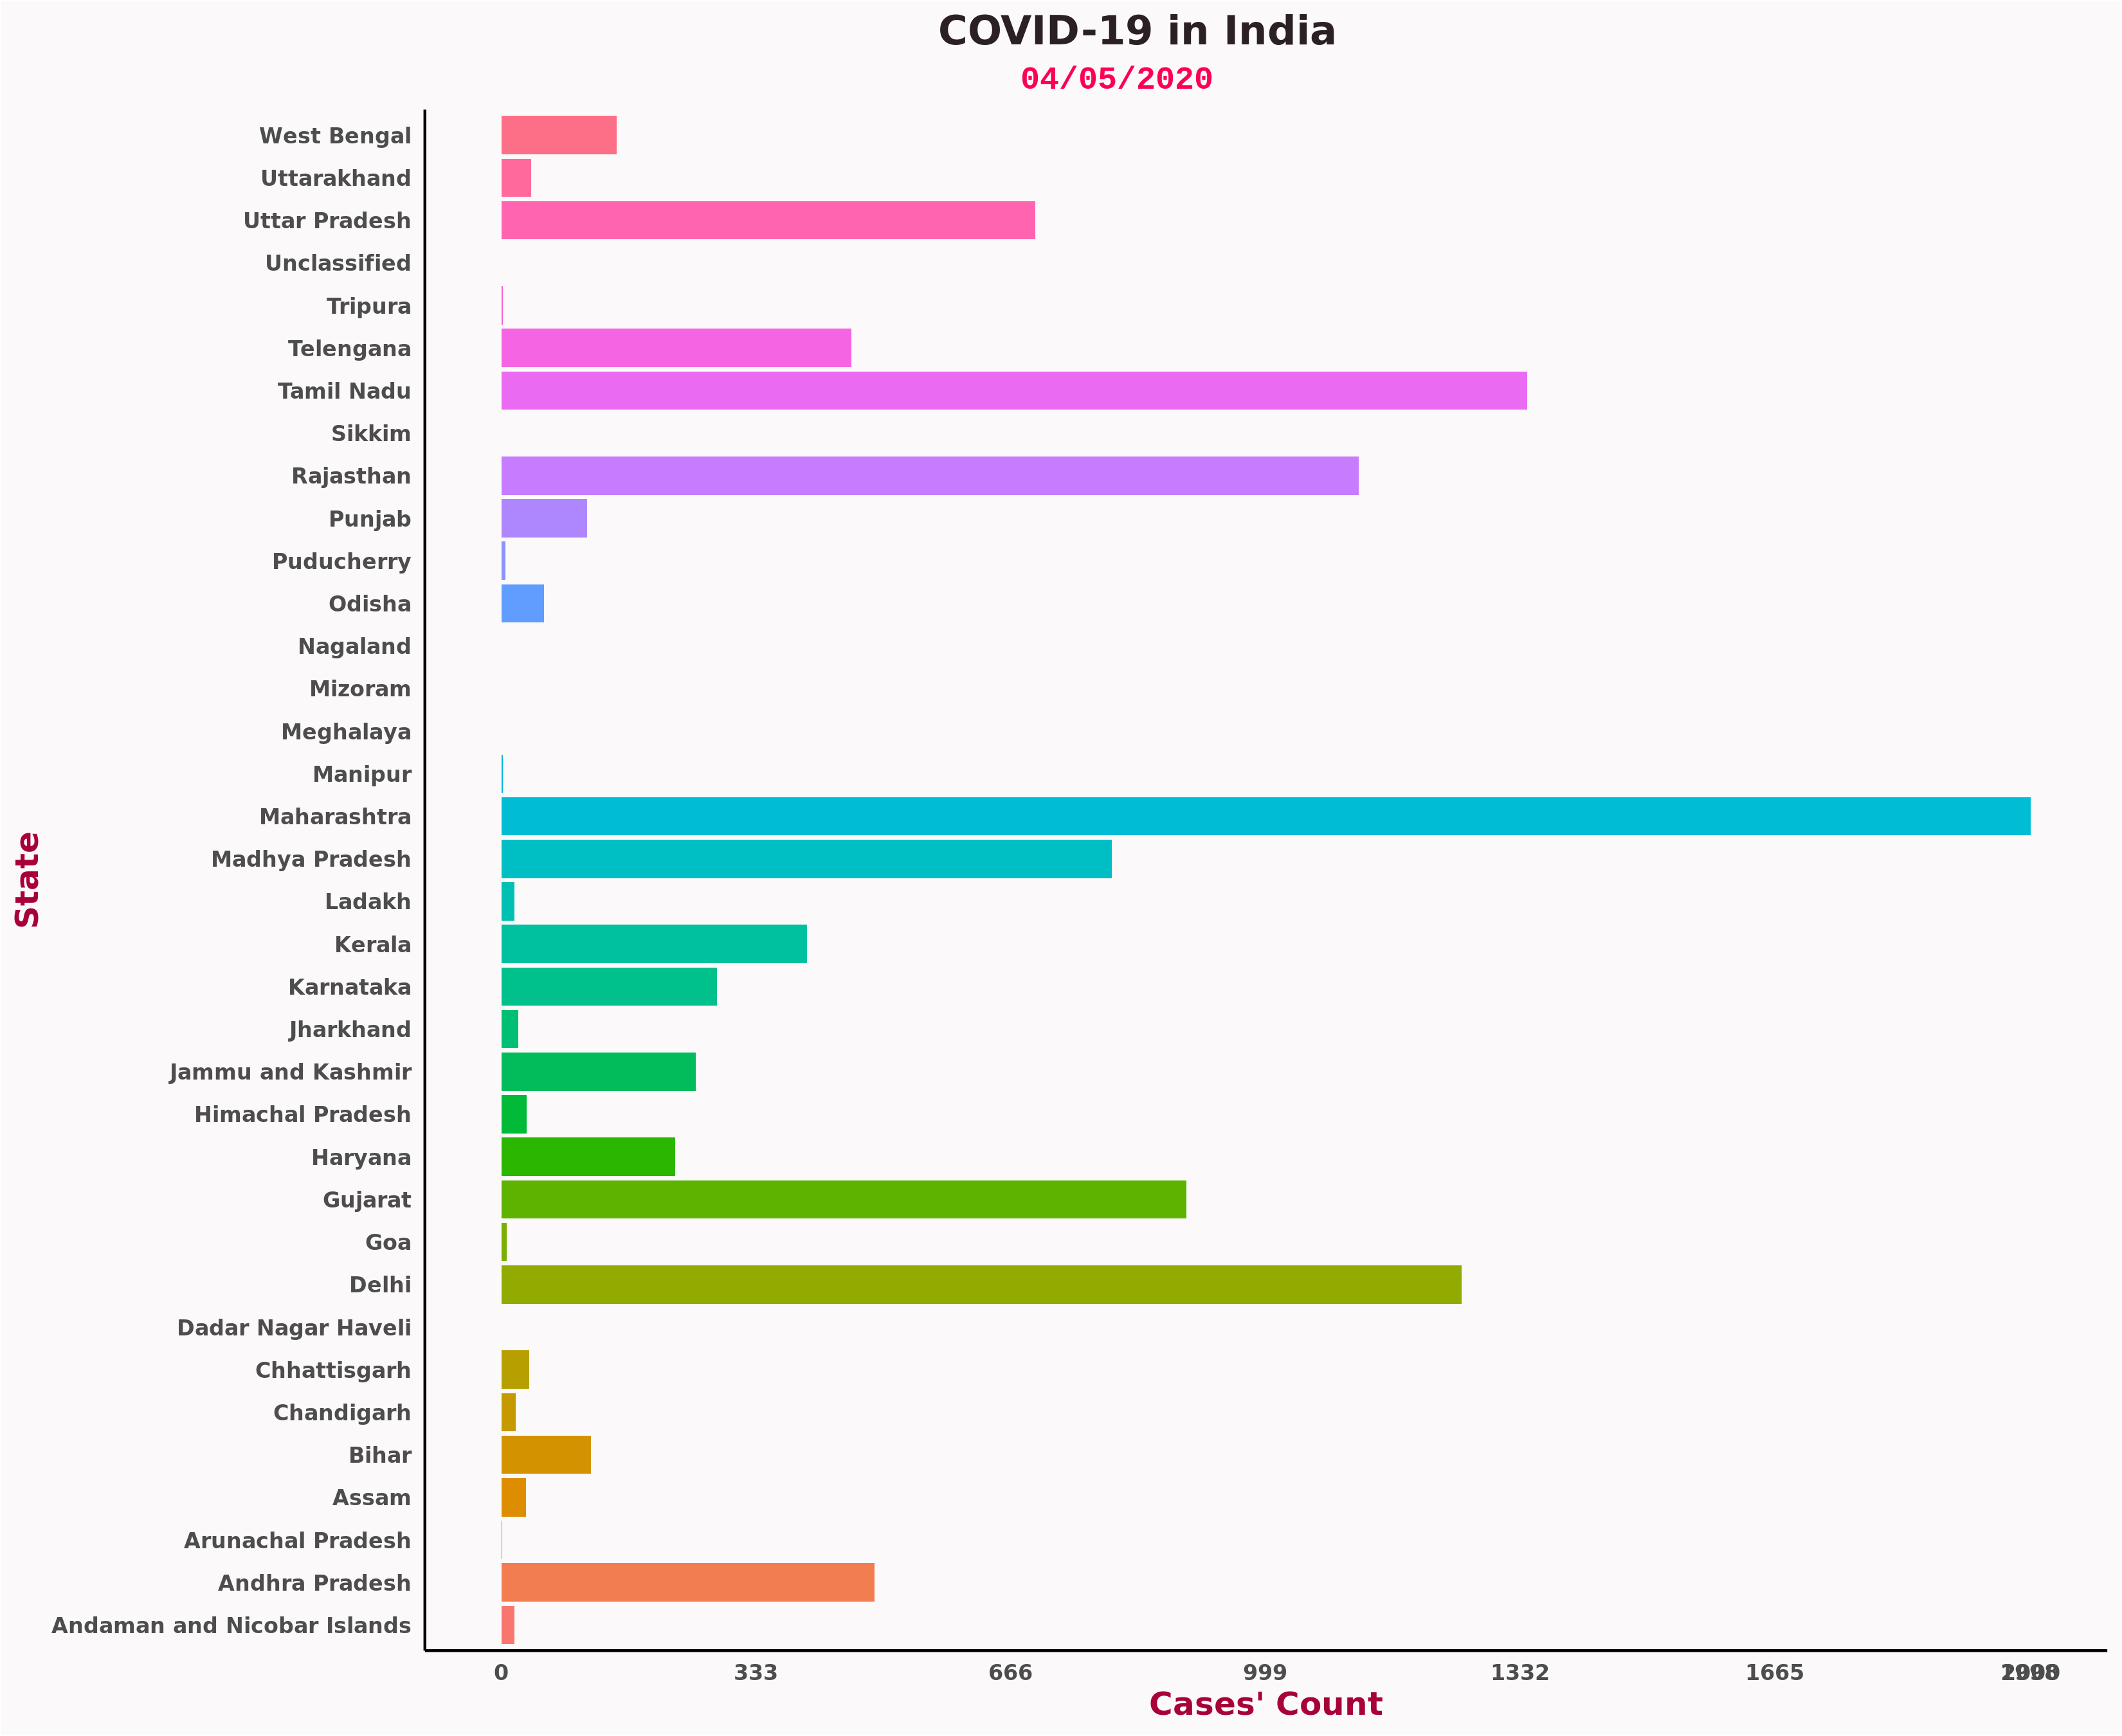 COVID-19 in India
04/05/2020
West Bengal
Uttarakhand
Uttar Pradesh
Unclassified
Tripura
Telengana
Tamil Nadu
Sikkim
Rajasthan
Punjab
Puducherry
Odisha
Nagaland
Mizoram
Meghalaya
Manipur
Maharashtra
Madhya Pradesh
Ladakh
Kerala
Karnataka
Jharkhand
Jammu and Kashmir
Himachal Pradesh
Haryana
Gujarat
Goa
Delhi
Dadar Nagar Haveli
Chhattisgarh
Chandigarh
Bihar
Assam
Arunachal Pradesh
Andhra Pradesh
Andaman and Nicobar Islands
State
0 333 666 999 1332 1665
Cases' Count